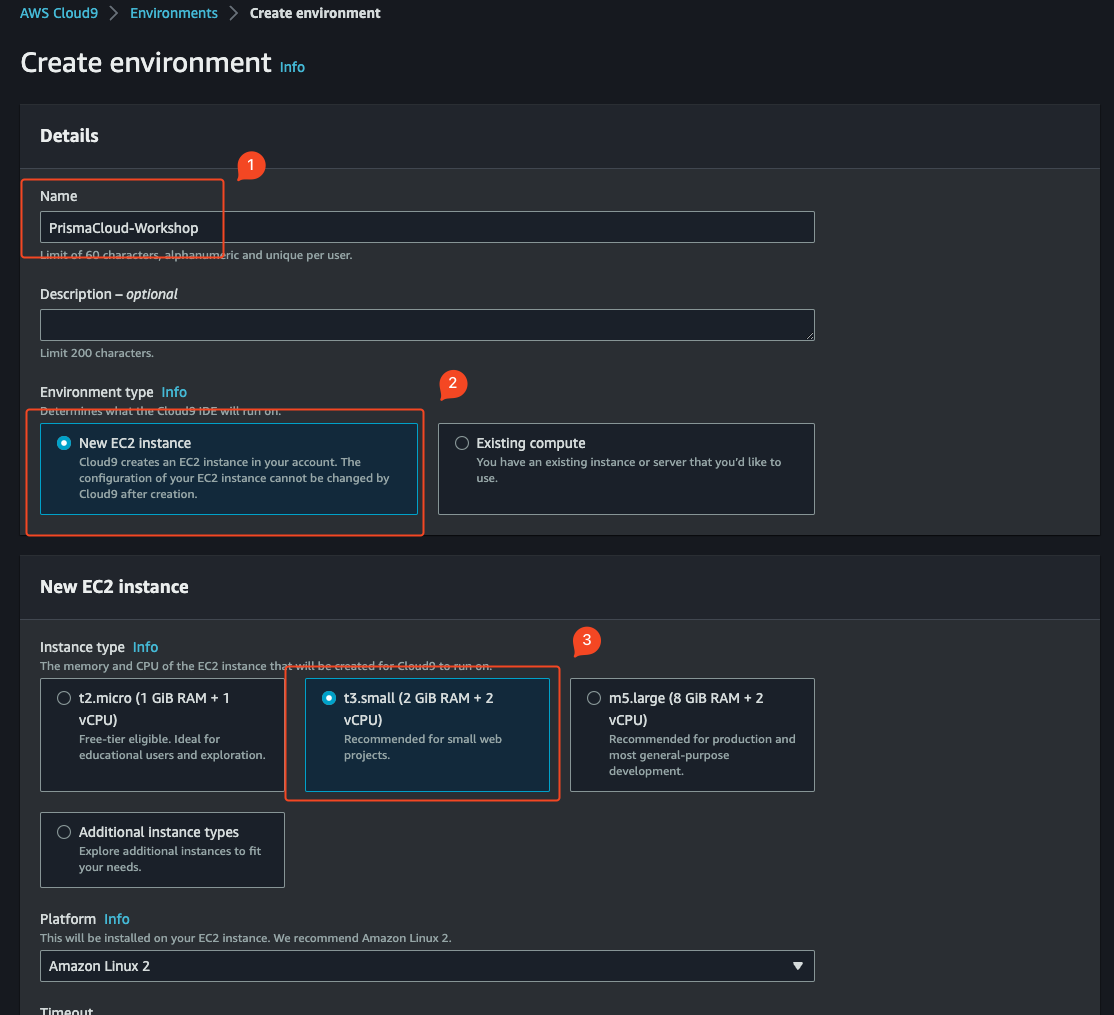 AWS Cloud9 > Environments > Create environment
Create environment Info
Details
1
Name
PrismaCloud-Workshop
Limit of 60 characters, alphanumeric and unique per user.
Description – optional
Limit 200 characters.
2
Environment type Info
Determines what the Cloud9 IDE will run on.
New EC2 instance
Cloud9 creates an EC2 instance in your account. The
configuration of your EC2 instance cannot be changed by
Cloud9 after creation.
Existing compute
You have an existing instance or server that you'd like to
use.
New EC2 instance
3
Instance type Info
The memory and CPU of the EC2 instance that will be created for Cloud9 to run on.
t2.micro (1 GiB RAM + 1
vCPU)
Free-tier eligible. Ideal for
educational users and exploration.
t3.small (2 GiB RAM + 2
vCPU)
Recommended for small web
projects.
m5.large (8 GiB RAM + 2
vCPU)
Recommended for production and
most general-purpose
development.
Additional instance types
Explore additional instances to fit
your needs.
Platform Info
This will be installed on your EC2 instance. We recommend Amazon Linux 2.
Amazon Linux 2
Timeout